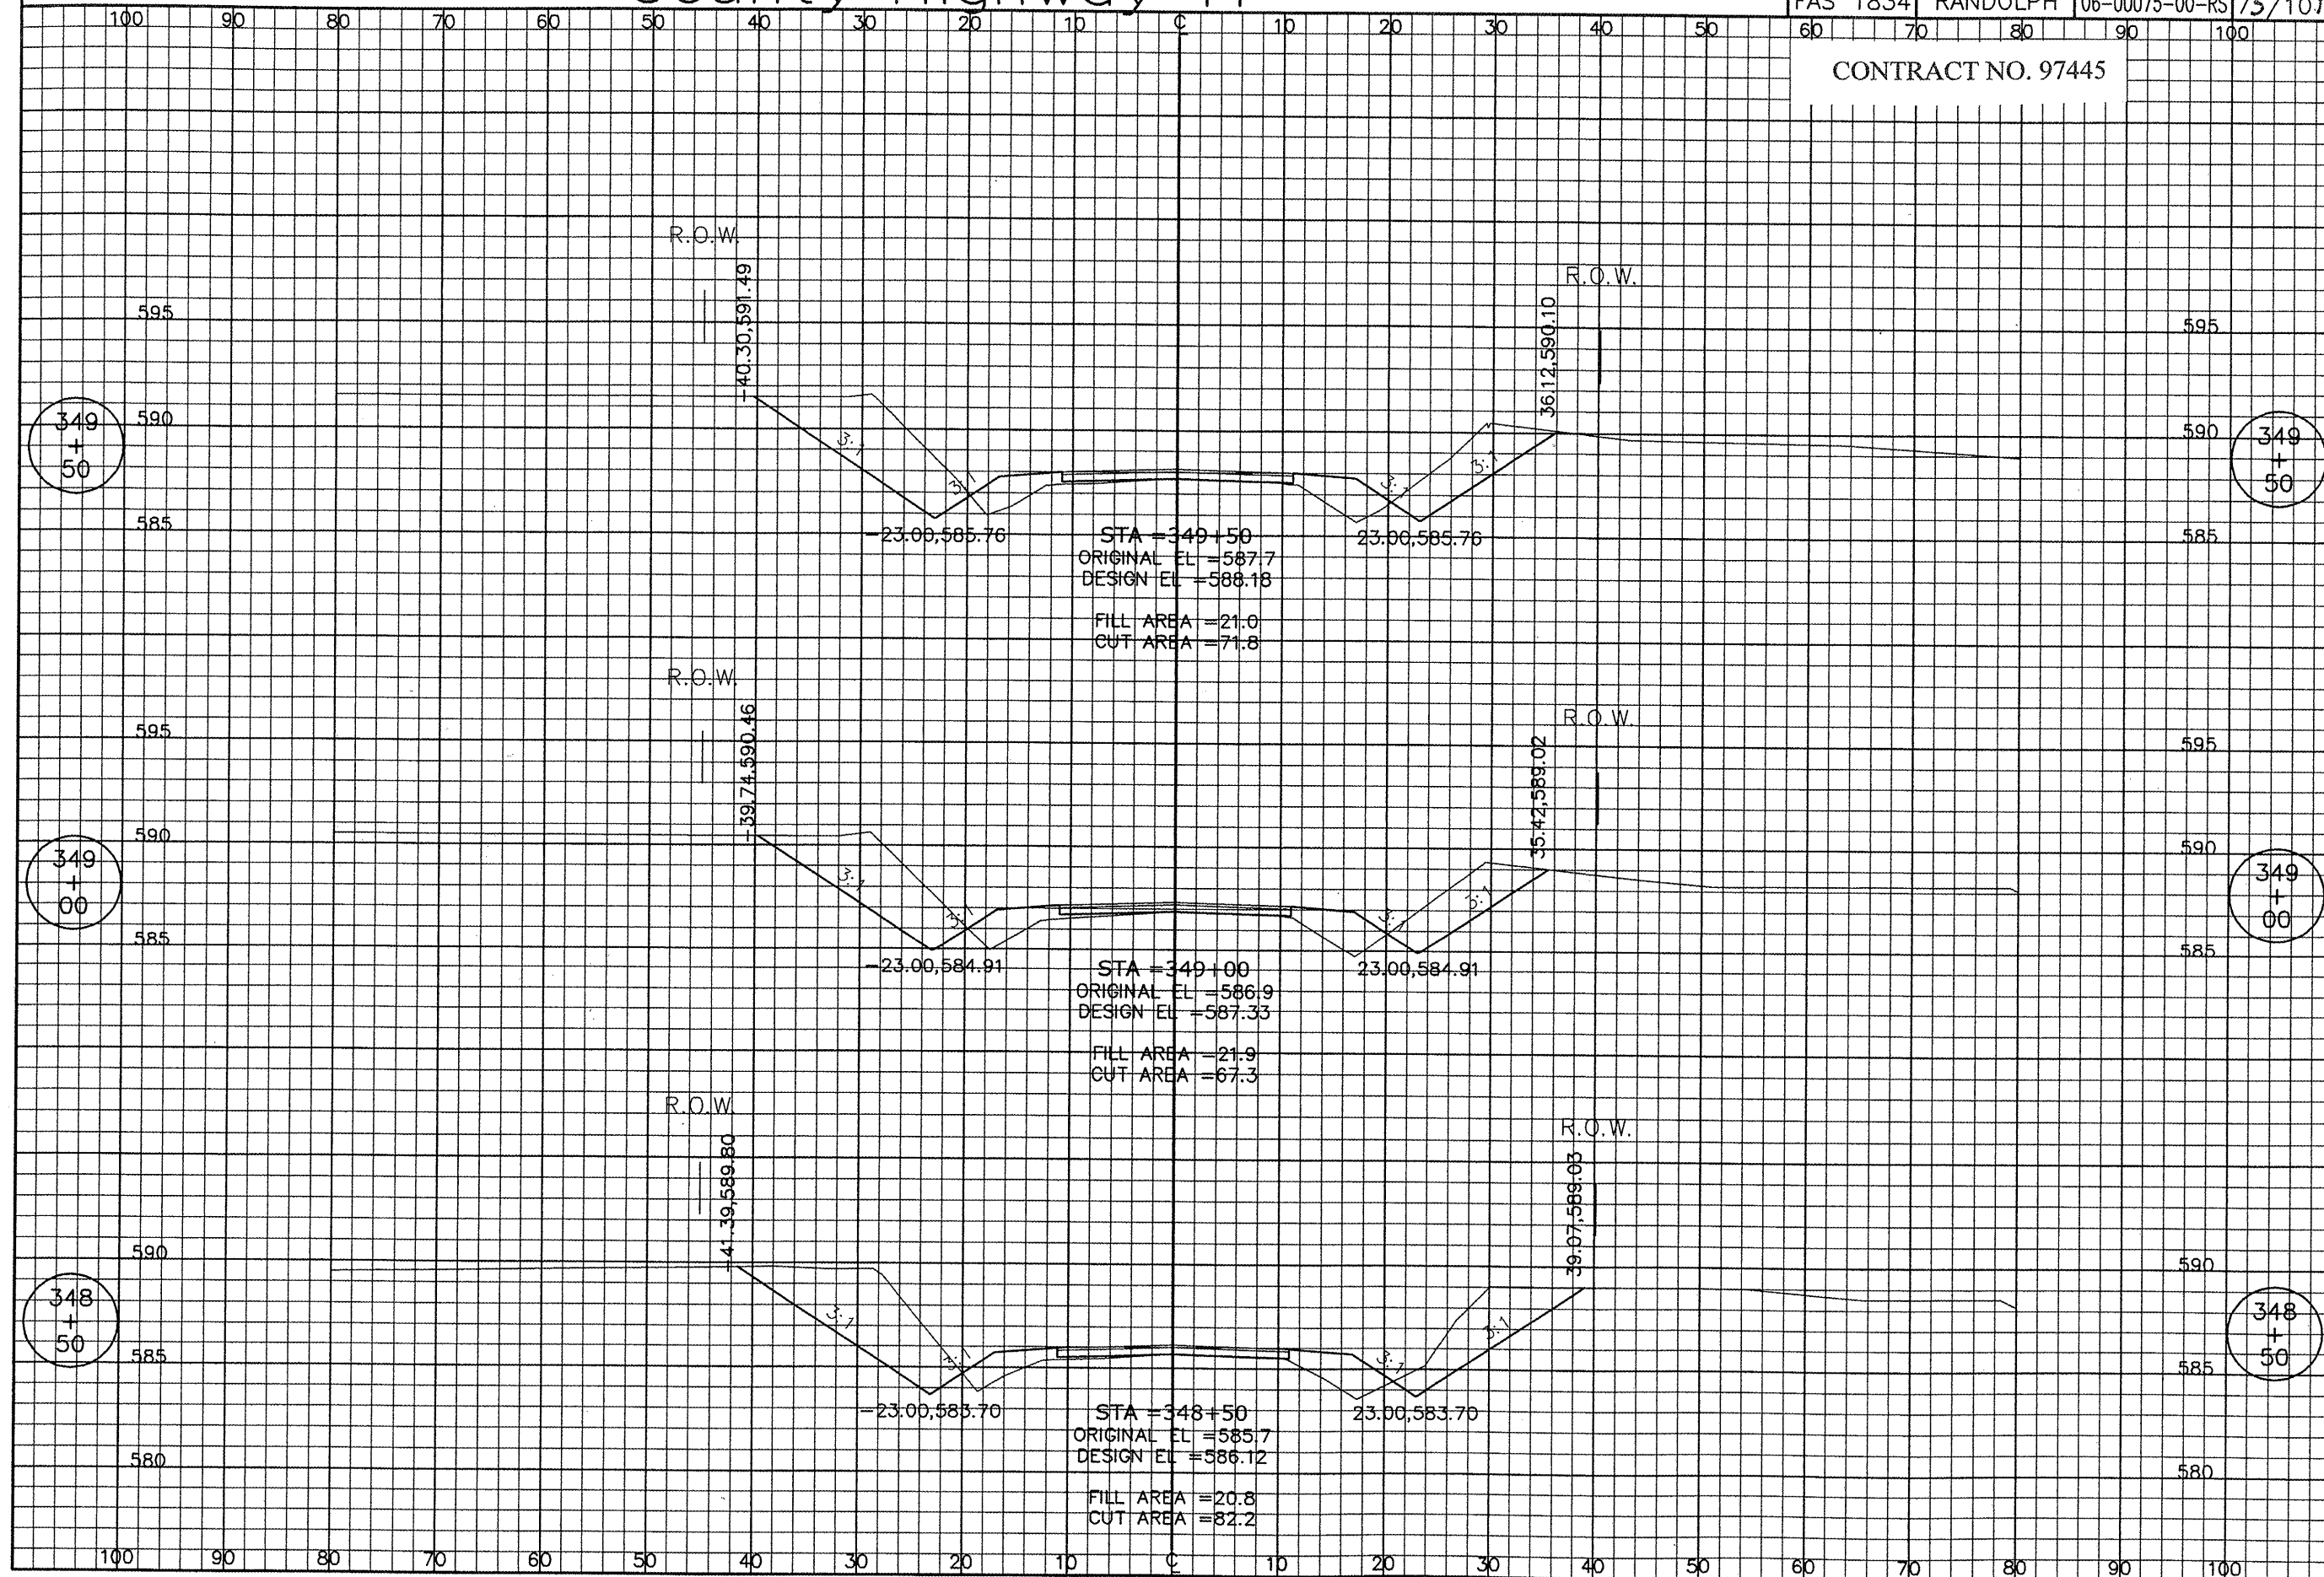 FAS 1834 RANDOLPH 06-00075-00-RS 73/101
100 90 80 70 60 50 40 30 20 10 ℄ 10 20 30 40 50 60 70 80 90 100
CONTRACT NO. 97445
R.O.W.
R.O.W.
-40.30,591.49
36.12,590.10
595 595
590 590
349
+
50
349
+
50
3:1
3:1
3:1
585 585
-23.00,585.76
23.00,585.76
STA =349+50
ORIGINAL EL =587.7
DESIGN EL =588.18
FILL AREA =21.0
CUT AREA =71.8
R.O.W.
R.O.W.
-39.74,590.46
35.42,589.02
595 595
590 590
349
+
00
349
+
00
3:1
3:1
3:1
585 585
-23.00,584.91
23.00,584.91
STA =349+00
ORIGINAL EL =586.9
DESIGN EL =587.33
FILL AREA =21.9
CUT AREA =67.3
R.O.W.
R.O.W.
-41.39,589.80
39.07,589.03
590 590
348
+
50
348
+
50
3:1
3:1
3:1
585 585
-23.00,583.70
23.00,583.70
STA =348+50
ORIGINAL EL =585.7
DESIGN EL =586.12
580 580
FILL AREA =20.8
CUT AREA =82.2
100 90 80 70 60 50 40 30 20 10 ℄ 10 20 30 40 50 60 70 80 90 100